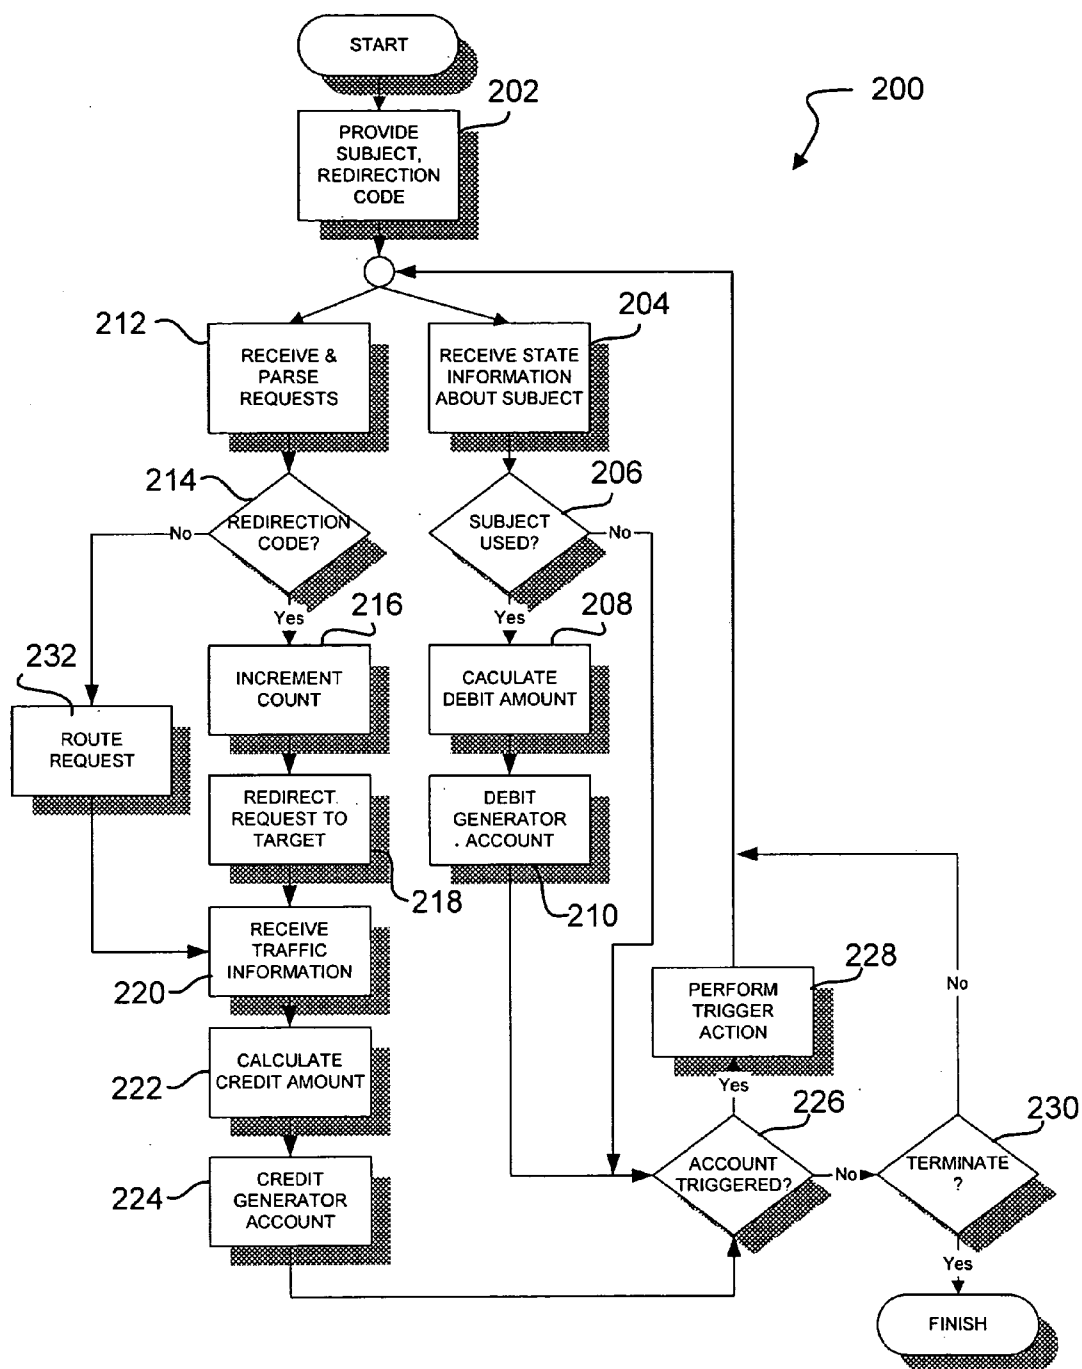 START
202
200
PROVIDE
SUBJECT,
REDIRECTION
CODE
212
RECEIVE &
PARSE
REQUESTS
204
RECEIVE STATE
INFORMATION
ABOUT SUBJECT
214
REDIRECTION
CODE?
No
Yes
206
SUBJECT
USED?
No
Yes
232
ROUTE
REQUEST
216
INCREMENT
COUNT
208
CACULATE
DEBIT AMOUNT
REDIRECT
REQUEST TO
TARGET
218
DEBIT
GENERATOR
ACCOUNT
210
RECEIVE
TRAFFIC
INFORMATION
220
228
PERFORM
TRIGGER
ACTION
Yes
No
CALCULATE
CREDIT AMOUNT
222
226
ACCOUNT
TRIGGERED?
No
230
TERMINATE
?
Yes
CREDIT
GENERATOR
ACCOUNT
224
FINISH